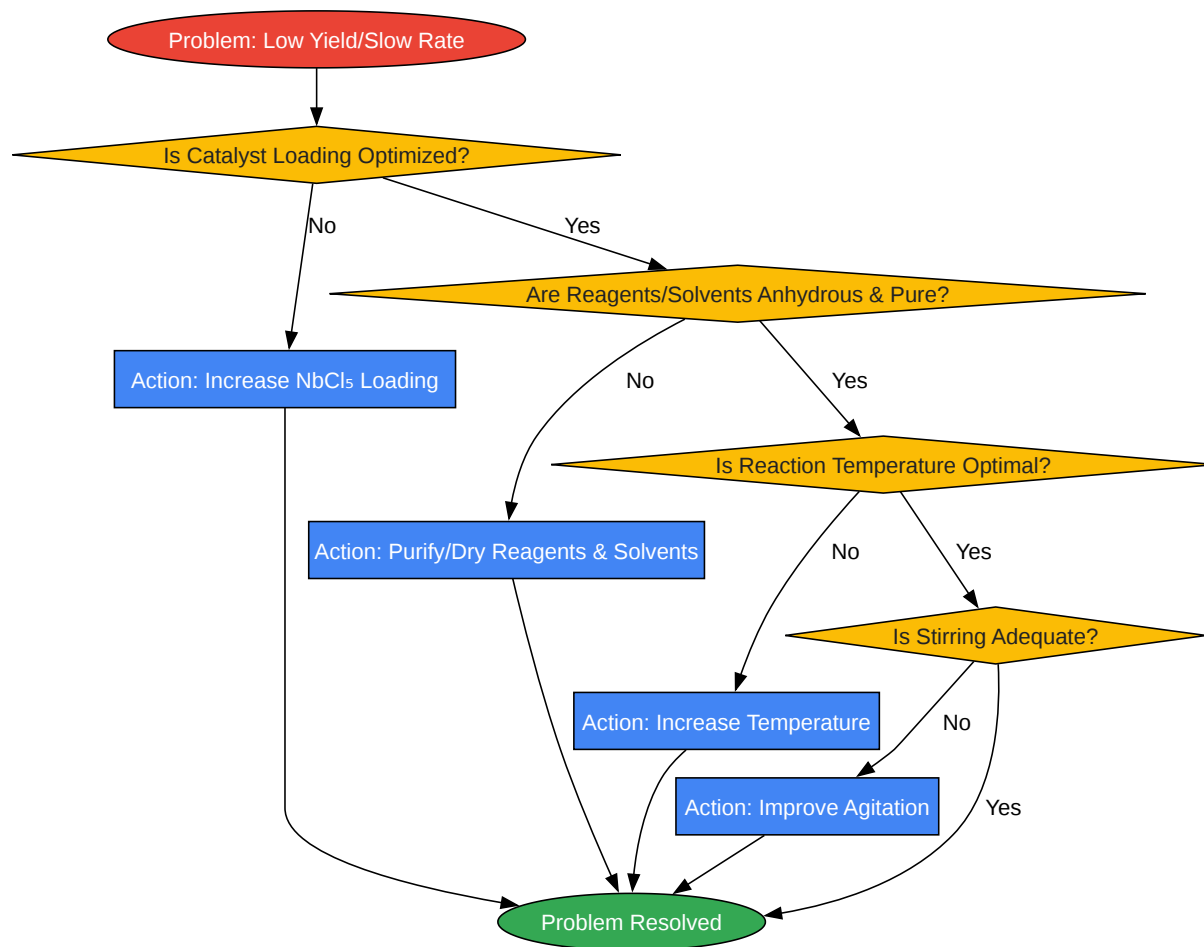 Problem: Low Yield/Slow Rate
Is Catalyst Loading Optimized?
No
Yes
Are Reagents/Solvents Anhydrous & Pure?
Action: Increase NbCl₅ Loading
No
Yes
Is Reaction Temperature Optimal?
Action: Purify/Dry Reagents & Solvents
No
Yes
Is Stirring Adequate?
Action: Increase Temperature
No
Action: Improve Agitation
Yes
Problem Resolved